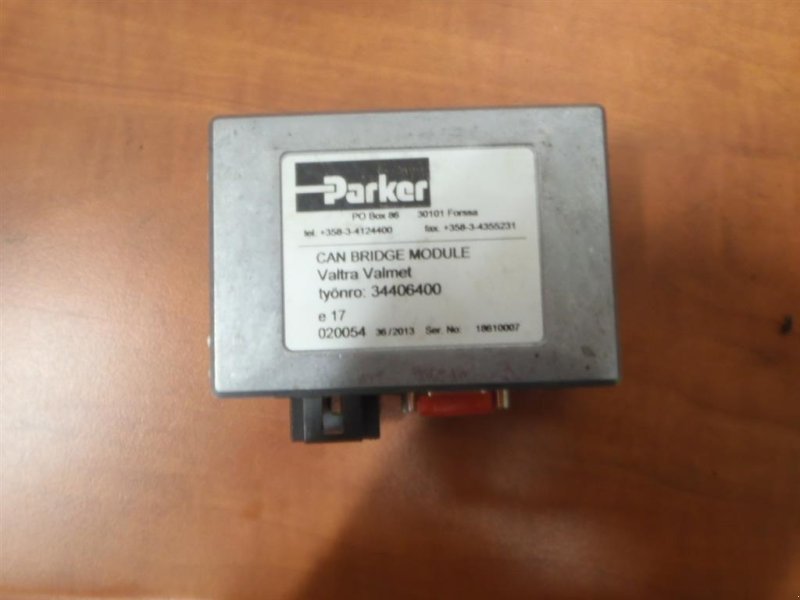 Parker
PO Box 86 30101 Forssa
tel. +358-3-4124400 fax. +358-3-4355231
CAN BRIDGE MODULE
Valtra Valmet
työnro: 34406400
e 17
020054 36/2013 Ser. No: 18610007